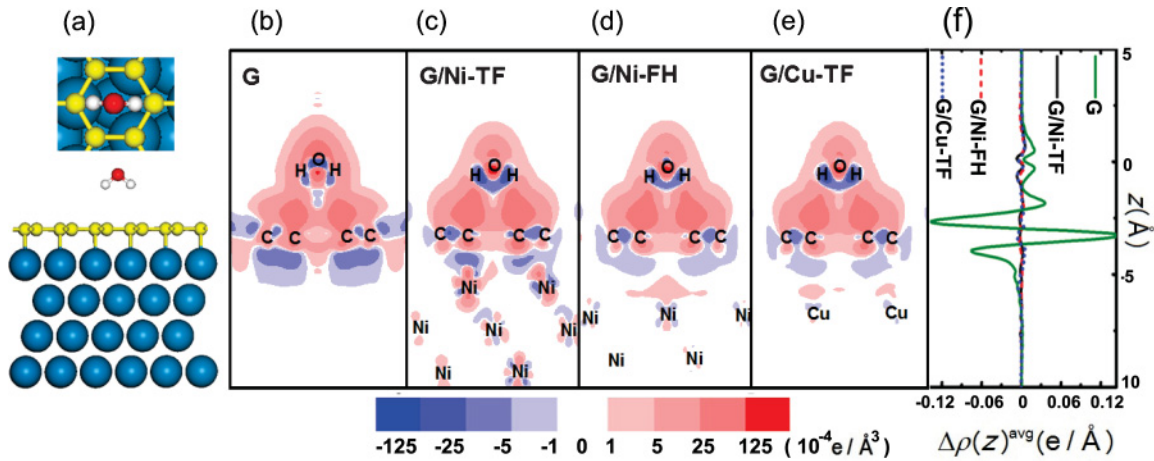 (a)
(b)
(c)
(d)
(e)
(f)
G
O
H H
C C C C
G/Ni-TF
O
H H
C C C C
Ni Ni
Ni Ni Ni
Ni Ni
G/Ni-FH
O
H H
C C C C
Ni Ni Ni
Ni Ni
G/Cu-TF
O
H H
C C C C
Cu Cu
G/Cu-TF
G/Ni-FH
G/Ni-TF
G
5
0
-5
10
z(Å)
-0.12 -0.06 0 0.06 0.12
Δρ(z)ᵃᵛᵍ(e / Å)
-125 -25 -5 -1 0 1 5 25 125 (10⁻⁴e / Å³)